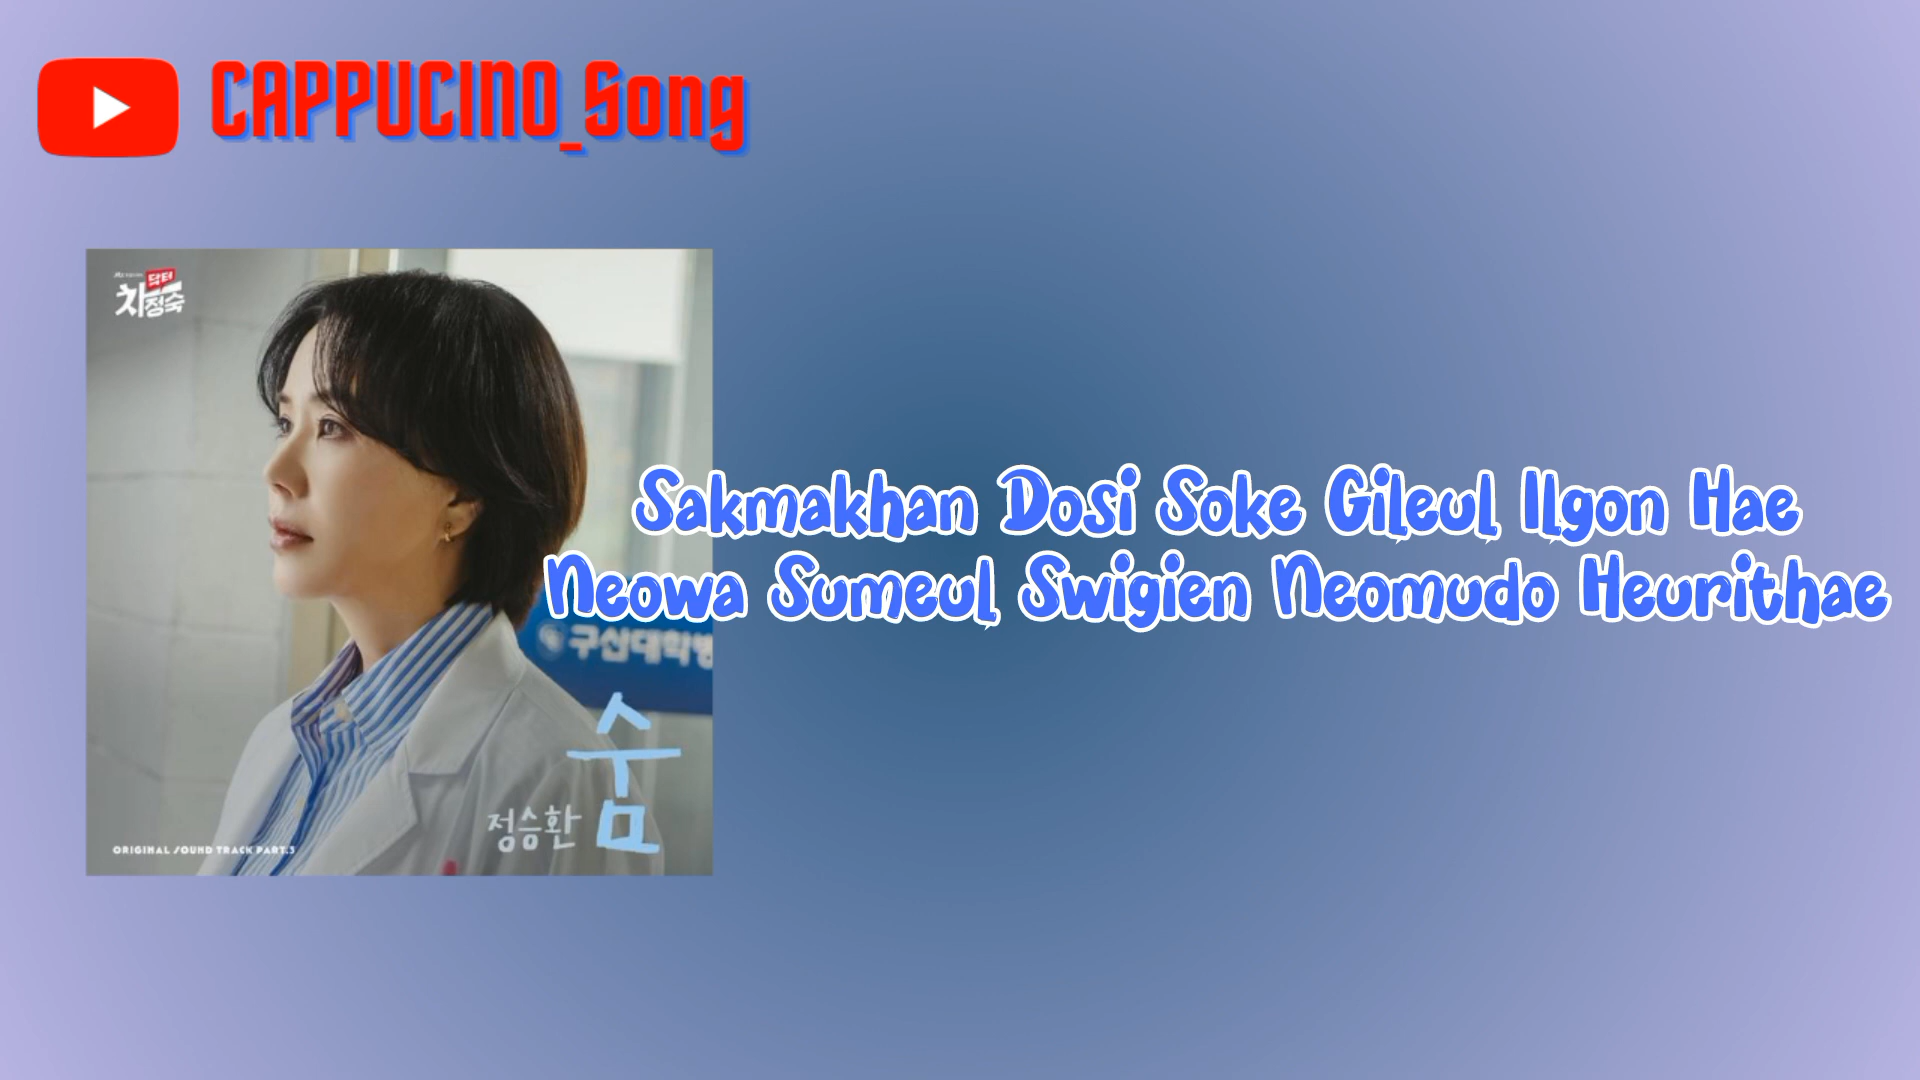 CAPPUCINO_Song
닥터
차정숙
Sakmakhan Dosi Soke Gileul Ilgon Hae
Neowa Sumeul Swigien Neomudo Heurithae
구산대학병
숨
정승환
ORIGINAL SOUND TRACK PART.3